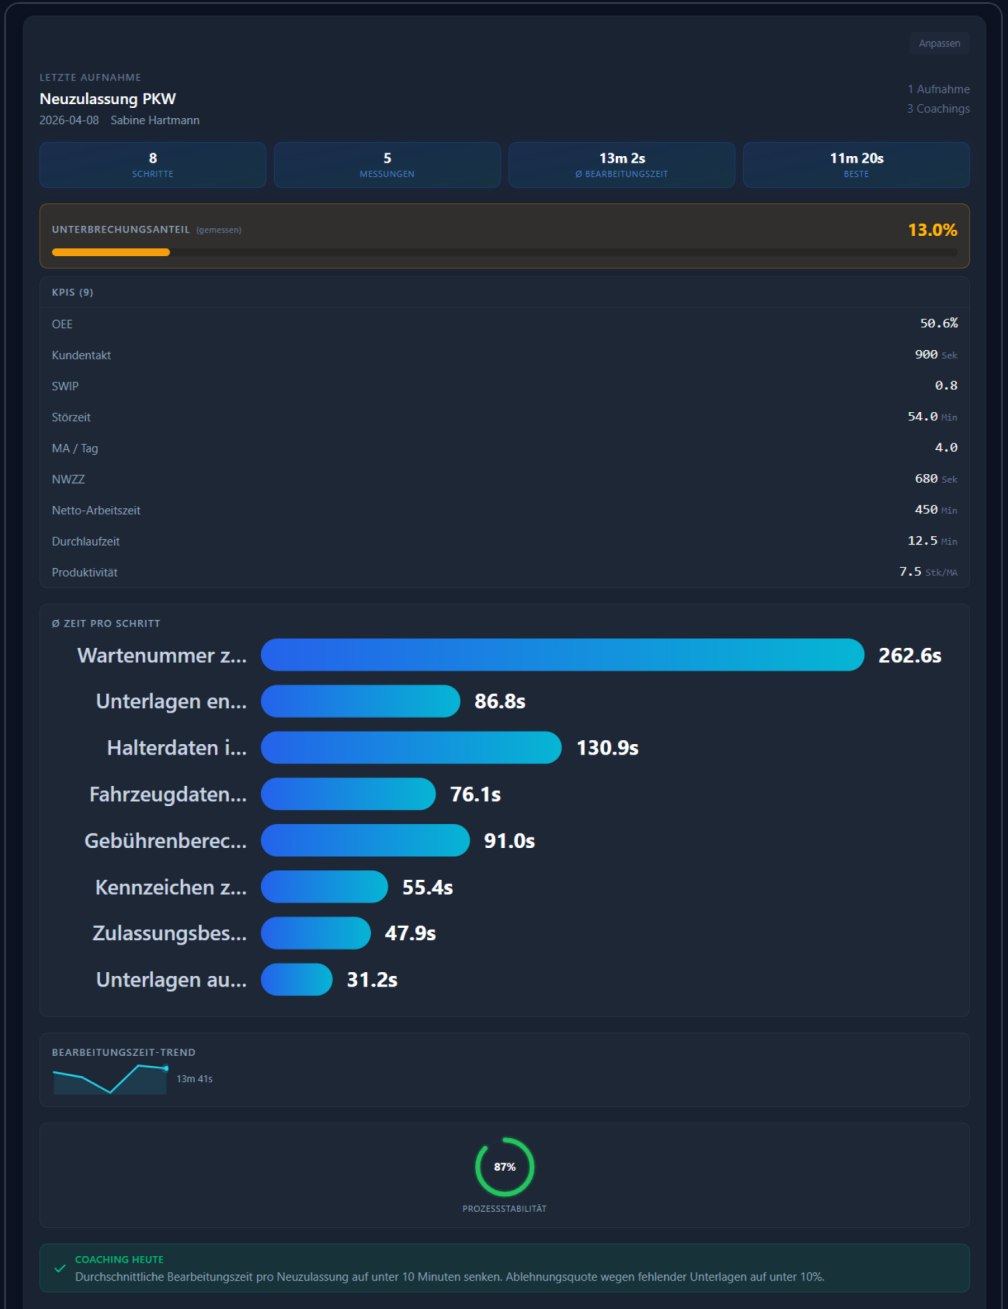 Anpassen
LETZTE AUFNAHME
Neuzulassung PKW
2026-04-08 Sabine Hartmann
1 Aufnahme
3 Coachings
8
SCHRITTE
5
MESSUNGEN
13m 2s
Ø BEARBEITUNGSZEIT
11m 20s
BESTE
UNTERBRECHUNGSANTEIL (gemessen) 13.0%
KPIS (9)
OEE 50.6%
Kundentakt 900 Sek
SWIP 0.8
Störzeit 54.0 Min
MA / Tag 4.0
NWZZ 680 Sek
Netto-Arbeitszeit 450 Min
Durchlaufzeit 12.5 Min
Produktivität 7.5 Stk/MA
Ø ZEIT PRO SCHRITT
Wartenummer z... 262.6s
Unterlagen en... 86.8s
Halterdaten i... 130.9s
Fahrzeugdaten... 76.1s
Gebührenberec... 91.0s
Kennzeichen z... 55.4s
Zulassungsbes... 47.9s
Unterlagen au... 31.2s
BEARBEITUNGSZEIT-TREND
13m 41s
87%
PROZESSSTABILITÄT
COACHING HEUTE
Durchschnittliche Bearbeitungszeit pro Neuzulassung auf unter 10 Minuten senken. Ablehnungsquote wegen fehlender Unterlagen auf unter 10%.